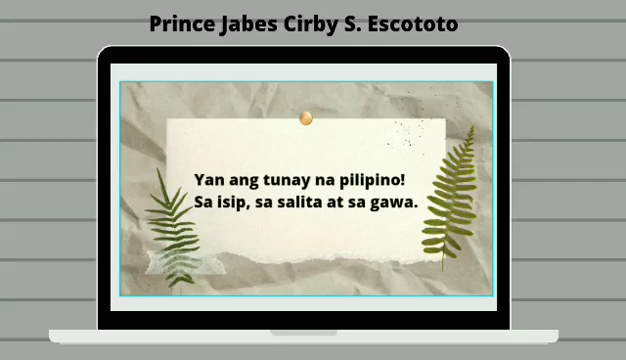 Prince Jabes Cirby S. Escototo
Yan ang tunay na pilipino!
Sa isip, sa salita at sa gawa.